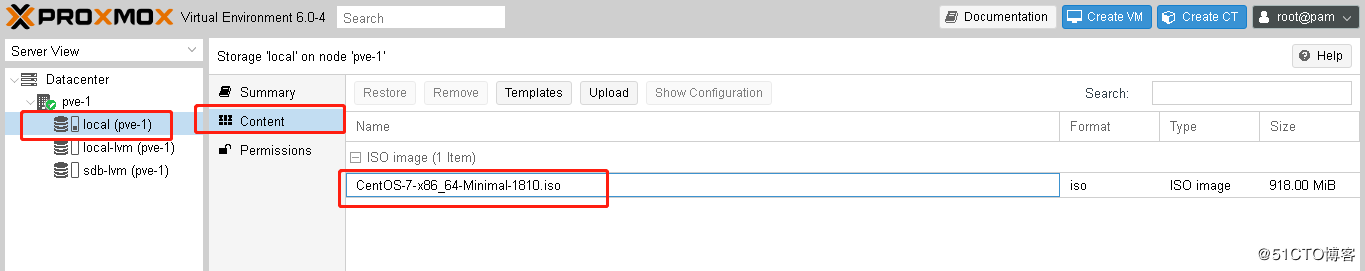 PROXMOX Virtual Environment 6.0-4 Search Documentation Create VM Create CT root@pam
Server View
Storage 'local' on node 'pve-1' Help
Datacenter
pve-1
local (pve-1)
local-lvm (pve-1)
sdb-lvm (pve-1)
Summary
Content
Permissions
Restore Remove Templates Upload Show Configuration Search:
Name Format Type Size
ISO image (1 Item)
CentOS-7-x86_64-Minimal-1810.iso iso ISO image 918.00 MiB
@51CTO博客